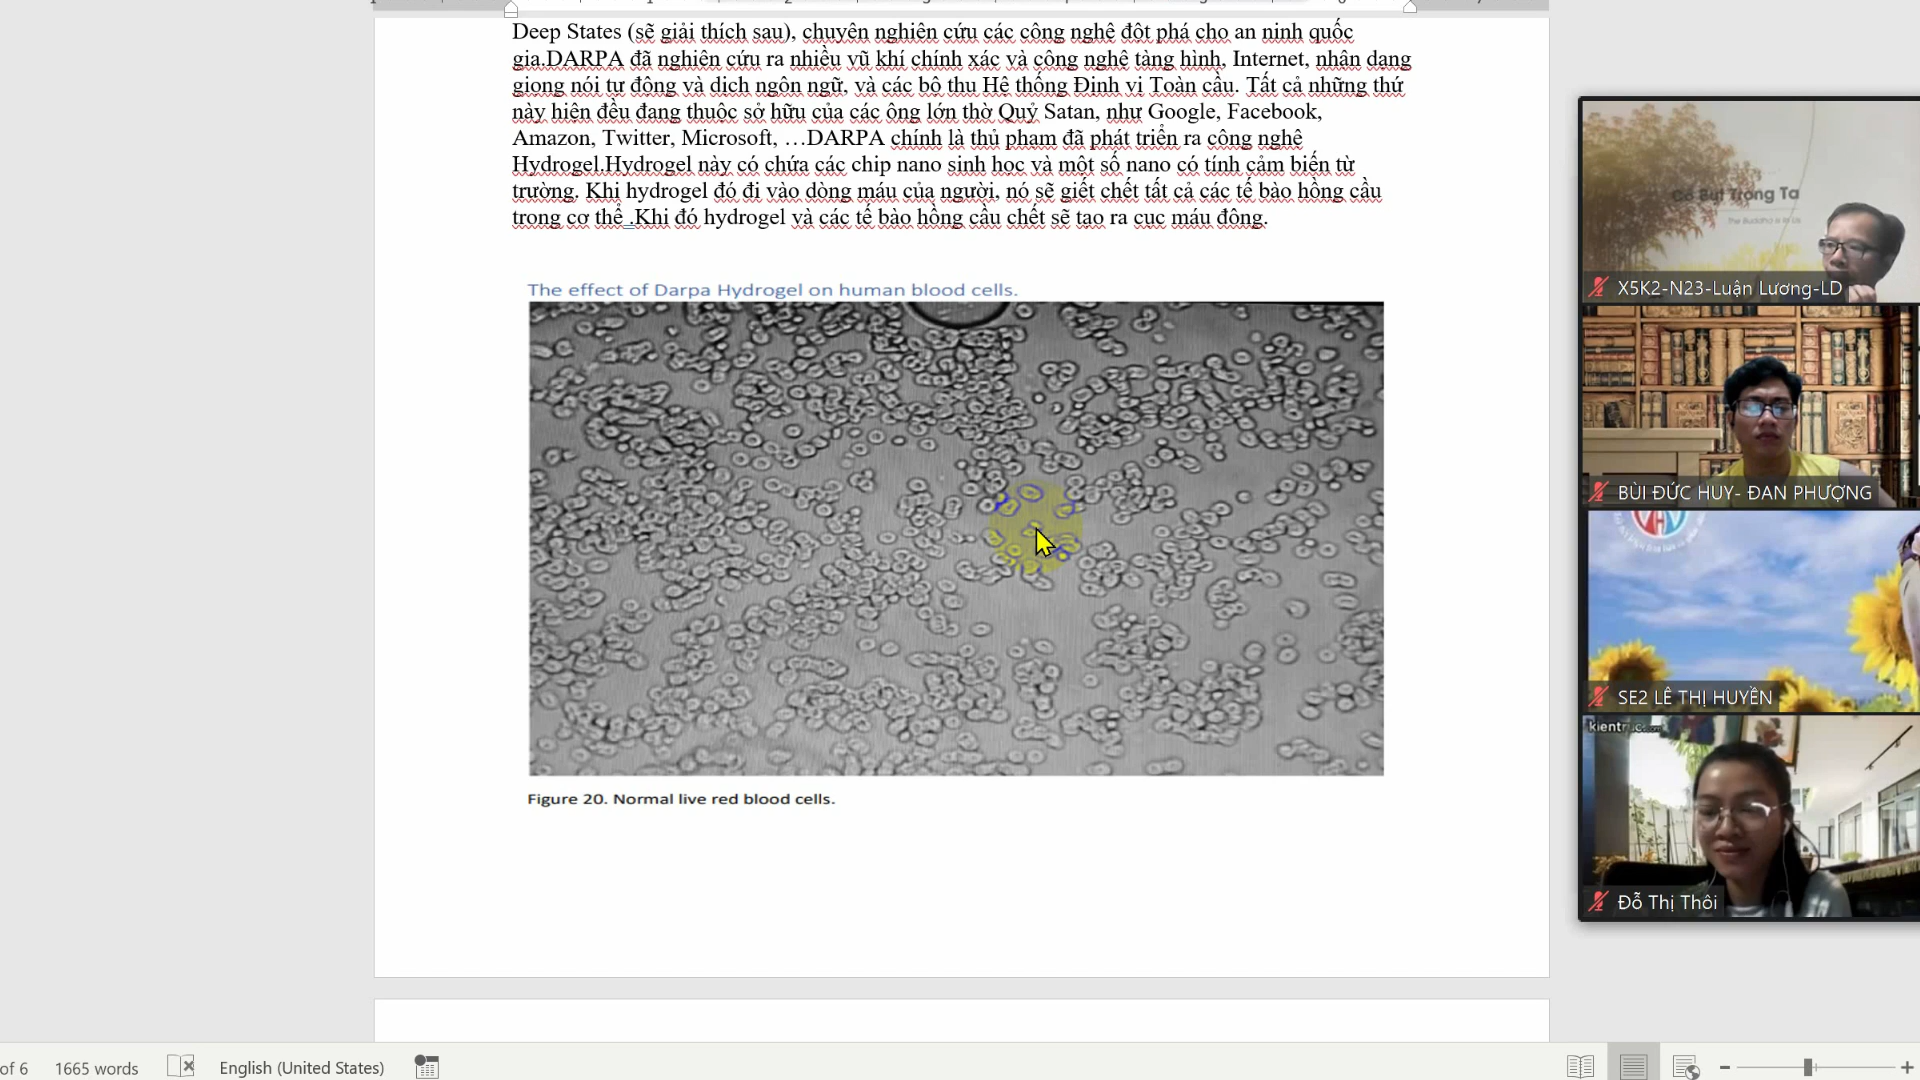 Deep States (sẽ giải thích sau), chuyên nghiên cứu các công nghệ đột phá cho an ninh quốc
gia.DARPA đã nghiên cứu ra nhiều vũ khí chính xác và công nghệ tàng hình, Internet, nhận dạng
giọng nói tự động và dịch ngôn ngữ, và các bộ thu Hệ thống Định vị Toàn cầu. Tất cả những thứ
này hiện đều đang thuộc sở hữu của các ông lớn thờ Quỷ Satan, như Google, Facebook,
Amazon, Twitter, Microsoft, …DARPA chính là thủ phạm đã phát triển ra công nghệ
Hydrogel.Hydrogel này có chứa các chip nano sinh học và một số nano có tính cảm biến từ
trường. Khi hydrogel đó đi vào dòng máu của người, nó sẽ giết chết tất cả các tế bào hồng cầu
trong cơ thể .Khi đó hydrogel và các tế bào hồng cầu chết sẽ tạo ra cục máu đông.
The effect of Darpa Hydrogel on human blood cells.
Figure 20. Normal live red blood cells.
Có Bụt Trong Ta
The Buddha is in Us
X5K2-N23-Luận Lương-LD
BÙI ĐỨC HUY- ĐAN PHƯỢNG
SE2 LÊ THỊ HUYỀN
Đỗ Thị Thôi
of 6 1665 words English (United States)